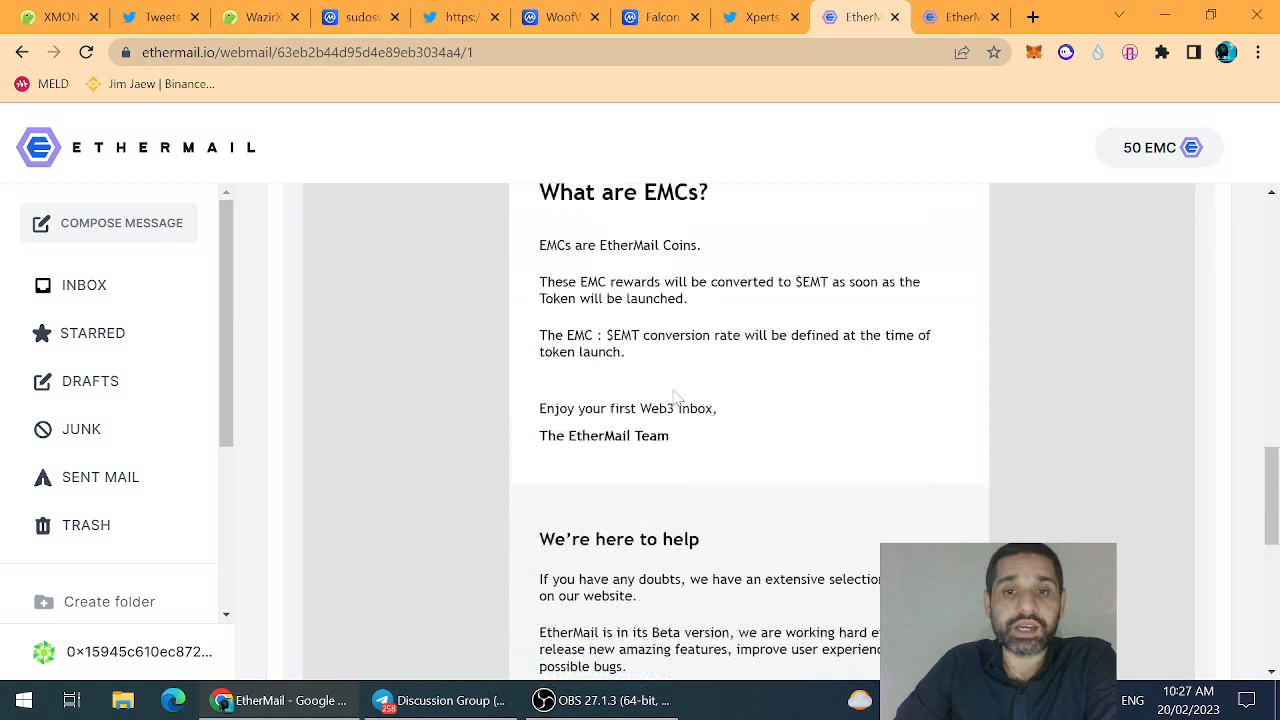 XMON
Tweets
WazirX
sudosw
https:/
WoofW
Falcon
Xperts
EtherM
EtherM
ethermail.io/webmail/63eb2b44d95d4e89eb3034a4/1
MELD
Jim Jaew | Binance...
ETHERMAIL
50 EMC
COMPOSE MESSAGE
INBOX
STARRED
DRAFTS
JUNK
SENT MAIL
TRASH
Create folder
0×15945c610ec872...
What are EMCs?
EMCs are EtherMail Coins.
These EMC rewards will be converted to $EMT as soon as the
Token will be launched.
The EMC : $EMT conversion rate will be defined at the time of
token launch.
Enjoy your first Web3 inbox,
The EtherMail Team
We're here to help
If you have any doubts, we have an extensive selection
on our website.
EtherMail is in its Beta version, we are working hard e
release new amazing features, improve user experien
possible bugs.
EtherMail - Google ...
258
Discussion Group (...
OBS 27.1.3 (64-bit, ...
ENG
10:27 AM
20/02/2023